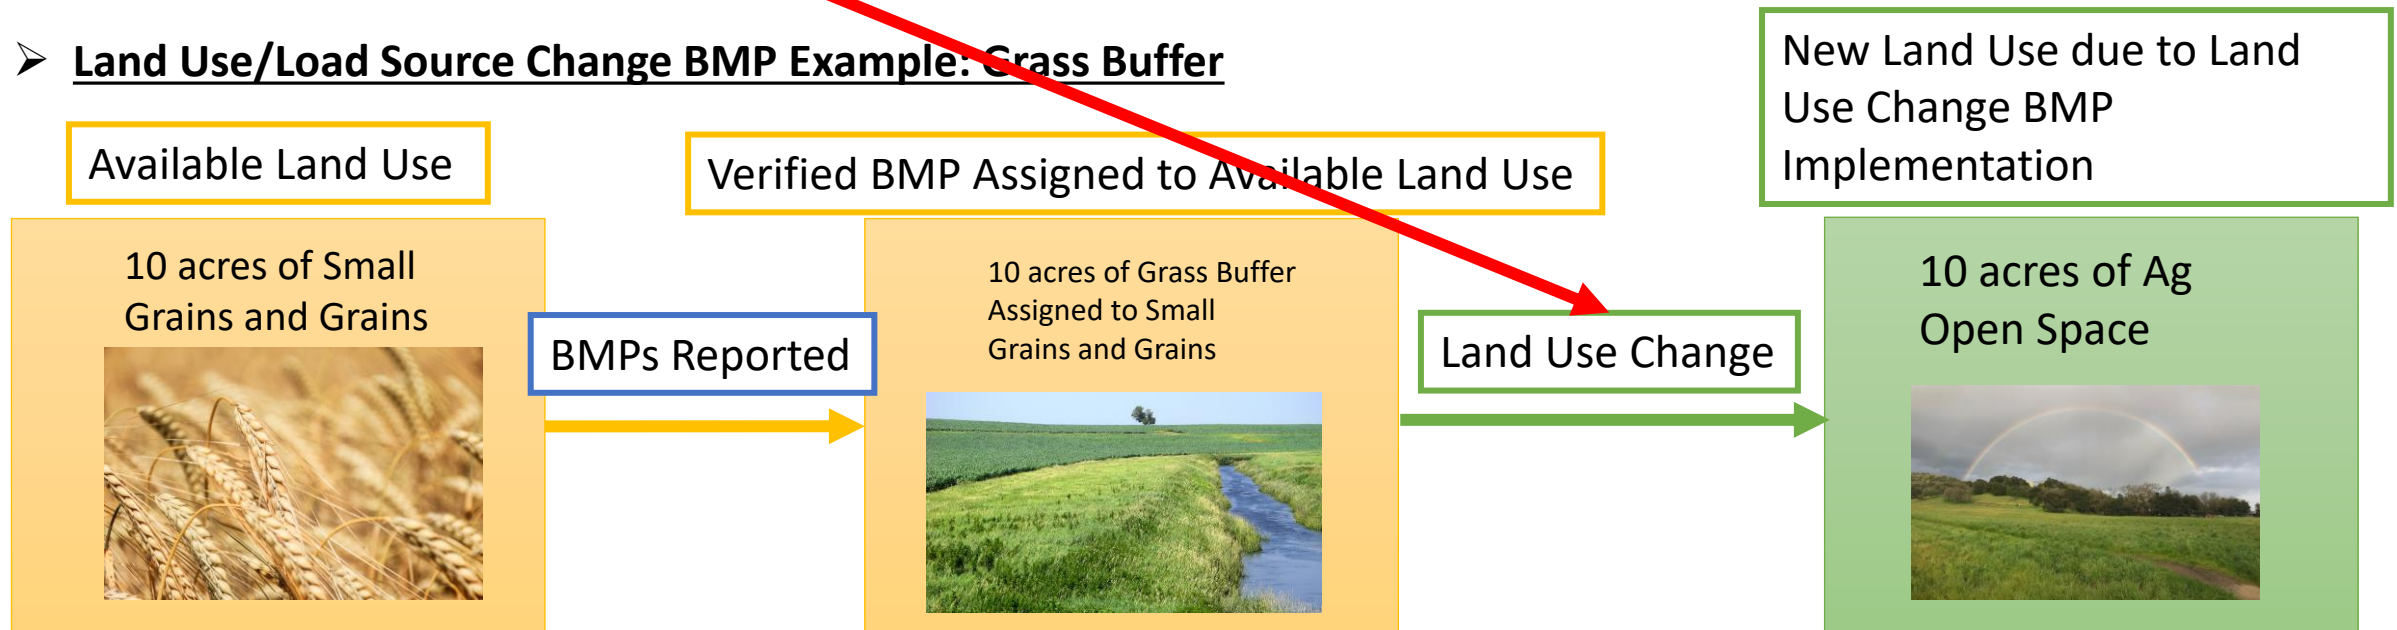 Land Use/Load Source Change BMP Example: Grass Buffer
Available Land Use
Verified BMP Assigned to Available Land Use
New Land Use due to Land
Use Change BMP
Implementation
10 acres of Small
Grains and Grains
BMPs Reported
10 acres of Grass Buffer
Assigned to Small
Grains and Grains
Land Use Change
10 acres of Ag
Open Space